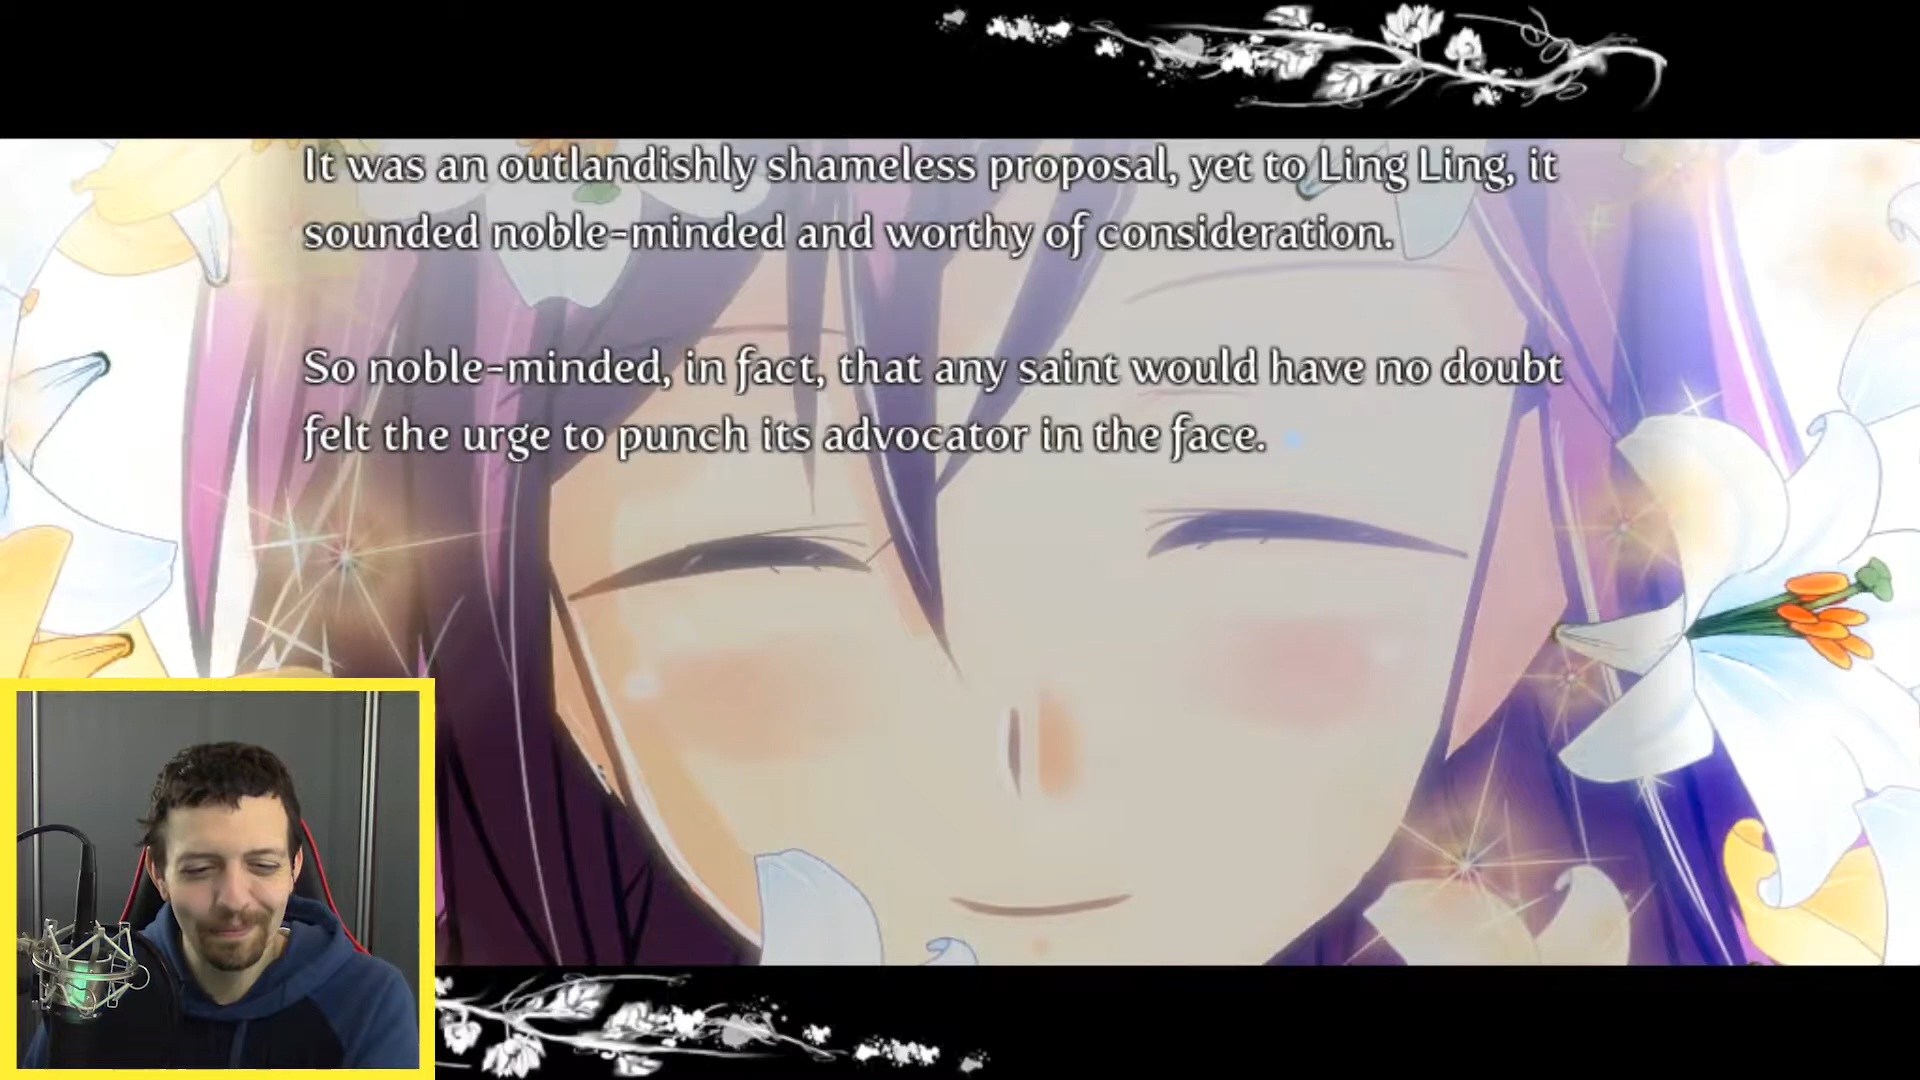 It was an outlandishly shameless proposal, yet to Ling Ling, it
sounded noble-minded and worthy of consideration.
So noble-minded, in fact, that any saint would have no doubt
felt the urge to punch its advocator in the face.